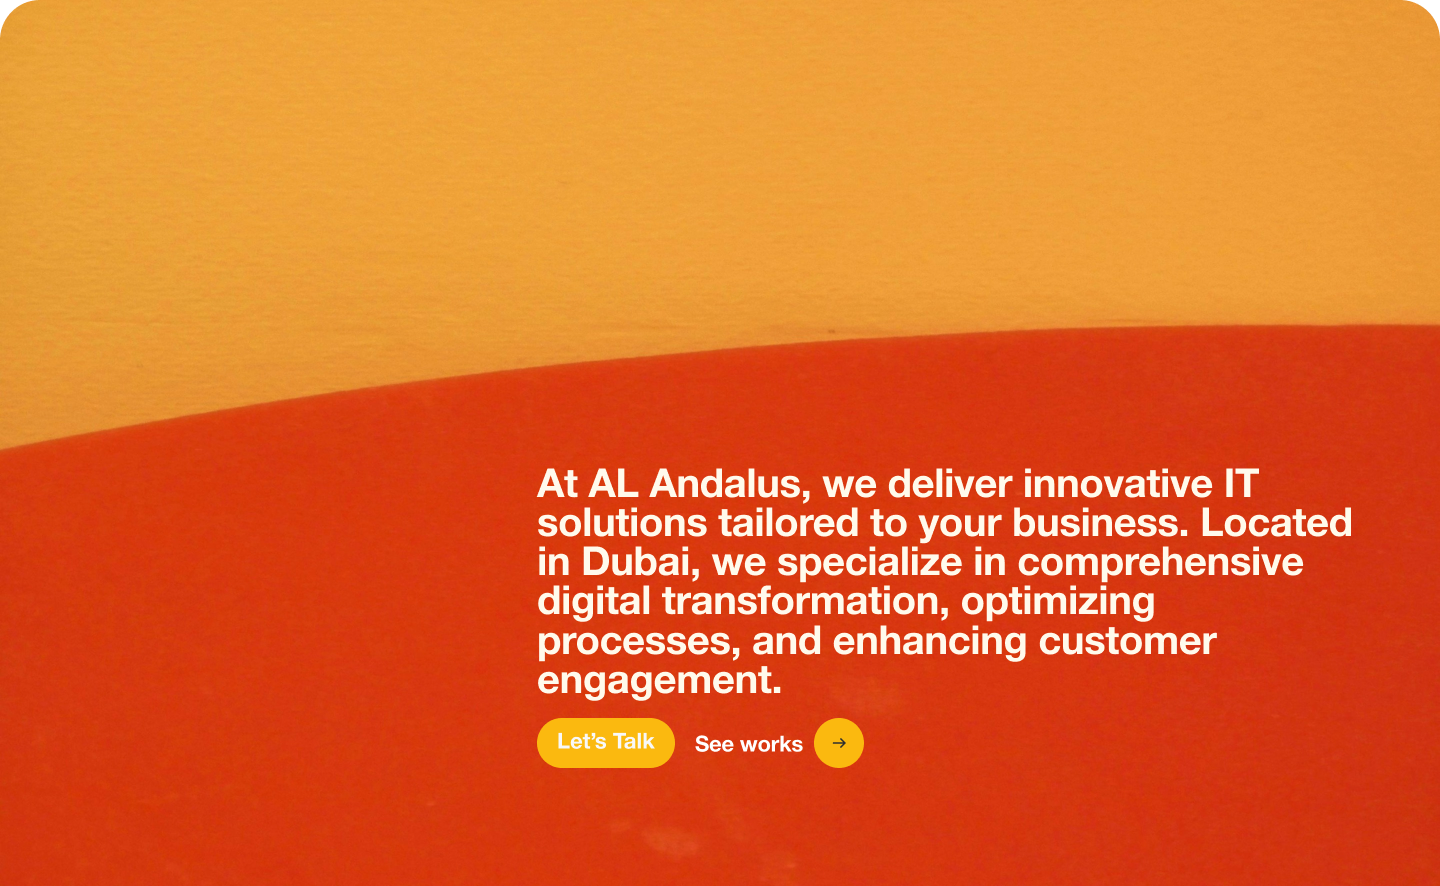 At AL Andalus, we deliver innovative IT
solutions tailored to your business. Located
in Dubai, we specialize in comprehensive
digital transformation, optimizing
processes, and enhancing customer
engagement.
Let’s Talk
See works